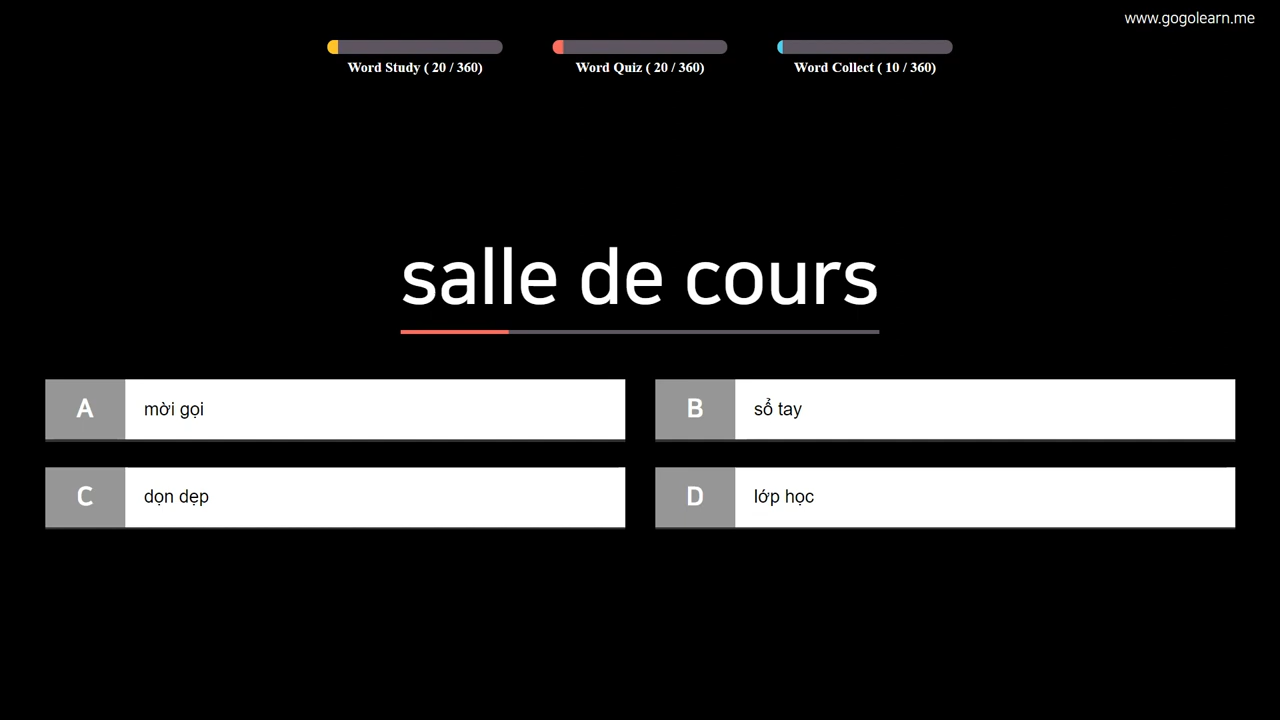 www.gogolearn.me
Word Study ( 20 / 360)
Word Quiz ( 20 / 360)
Word Collect ( 10 / 360)
salle de cours
A mời gọi
B sổ tay
C dọn dẹp
D lớp học